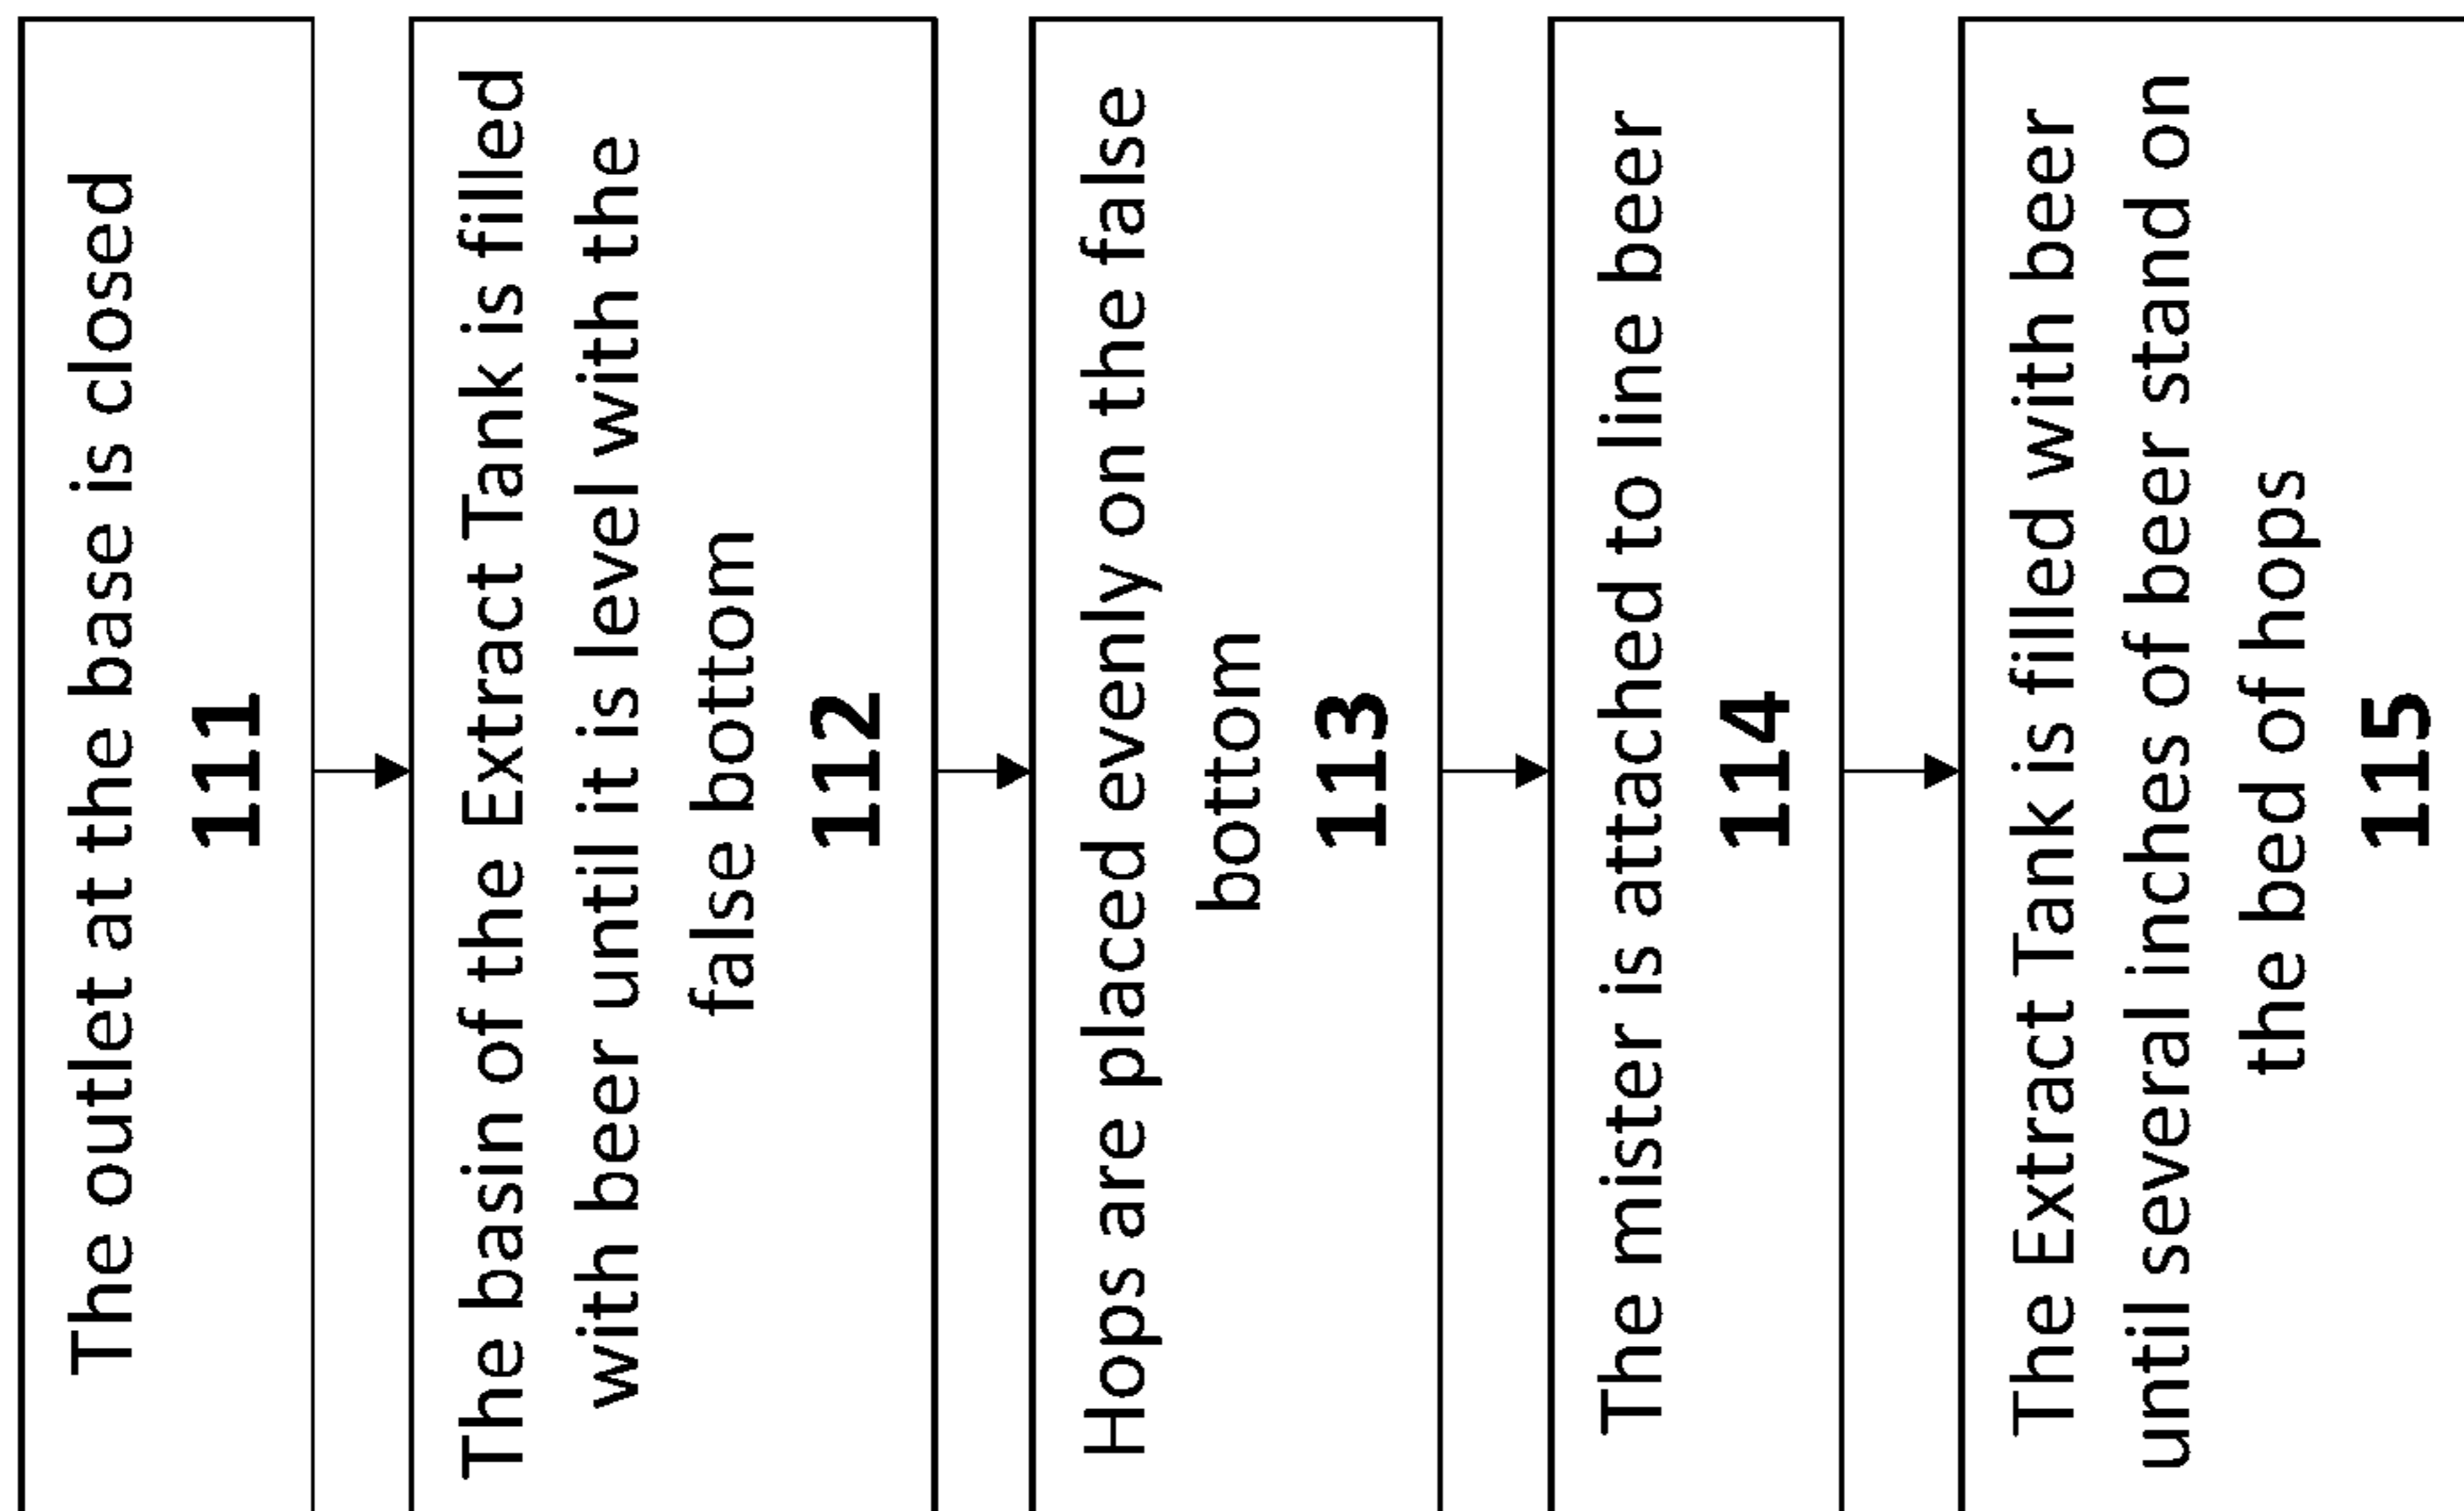 The outlet at the base is closed
111
The basin of the Extract Tank is filled
with beer until it is level with the
false bottom
112
Hops are placed evenly on the false
bottom
113
The mister is attached to line beer
114
The Extract Tank is filled with beer
until several inches of beer stand on
the bed of hops
115